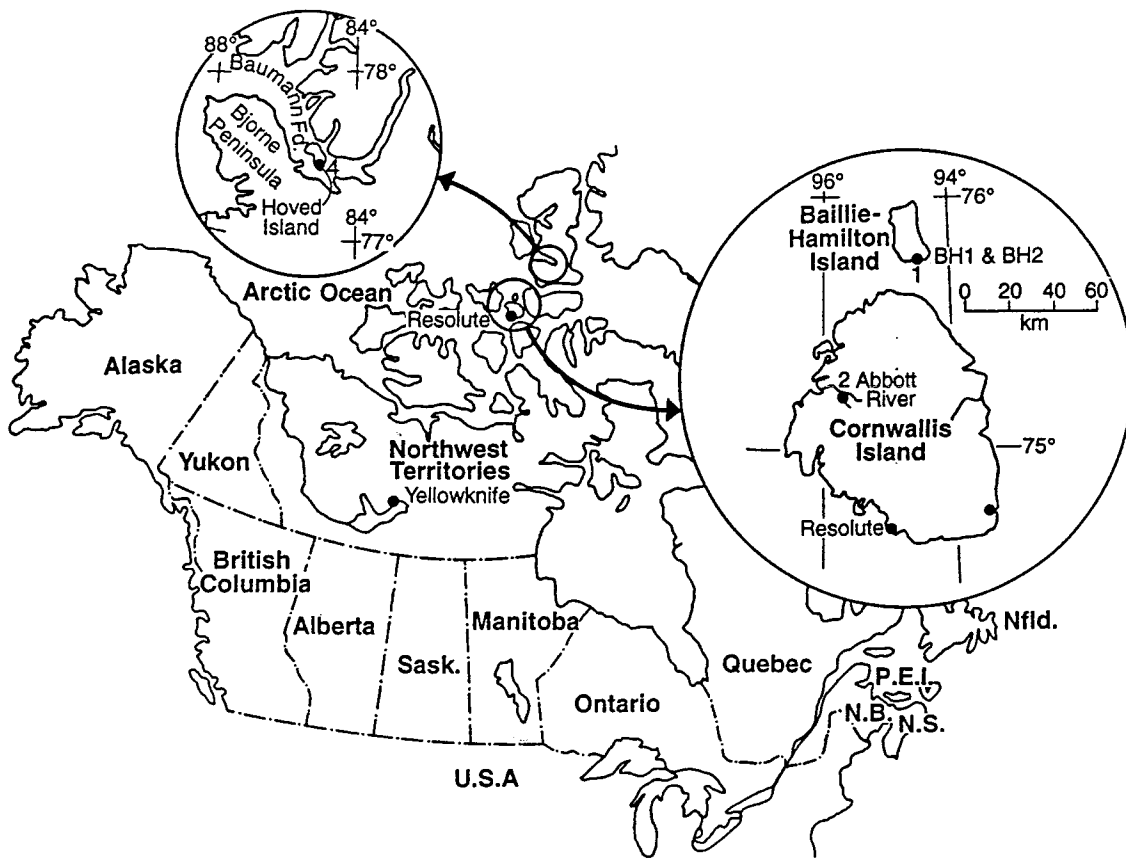 88°
84°
78°
Baumann Fd.
Bjorne
Peninsula
4
Hoved
Island
84°
77°
96°
94°
76°
Baillie-
Hamilton
Island
BH1 & BH2
1
0 20 40 60
km
2 Abbott
River
Cornwallis
Island
75°
Resolute
Arctic Ocean
Resolute
Alaska
Yukon
Northwest
Territories
Yellowknife
British
Columbia
Alberta
Sask.
Manitoba
Ontario
Quebec
Nfld.
P.E.I.
N.B.
N.S.
U.S.A